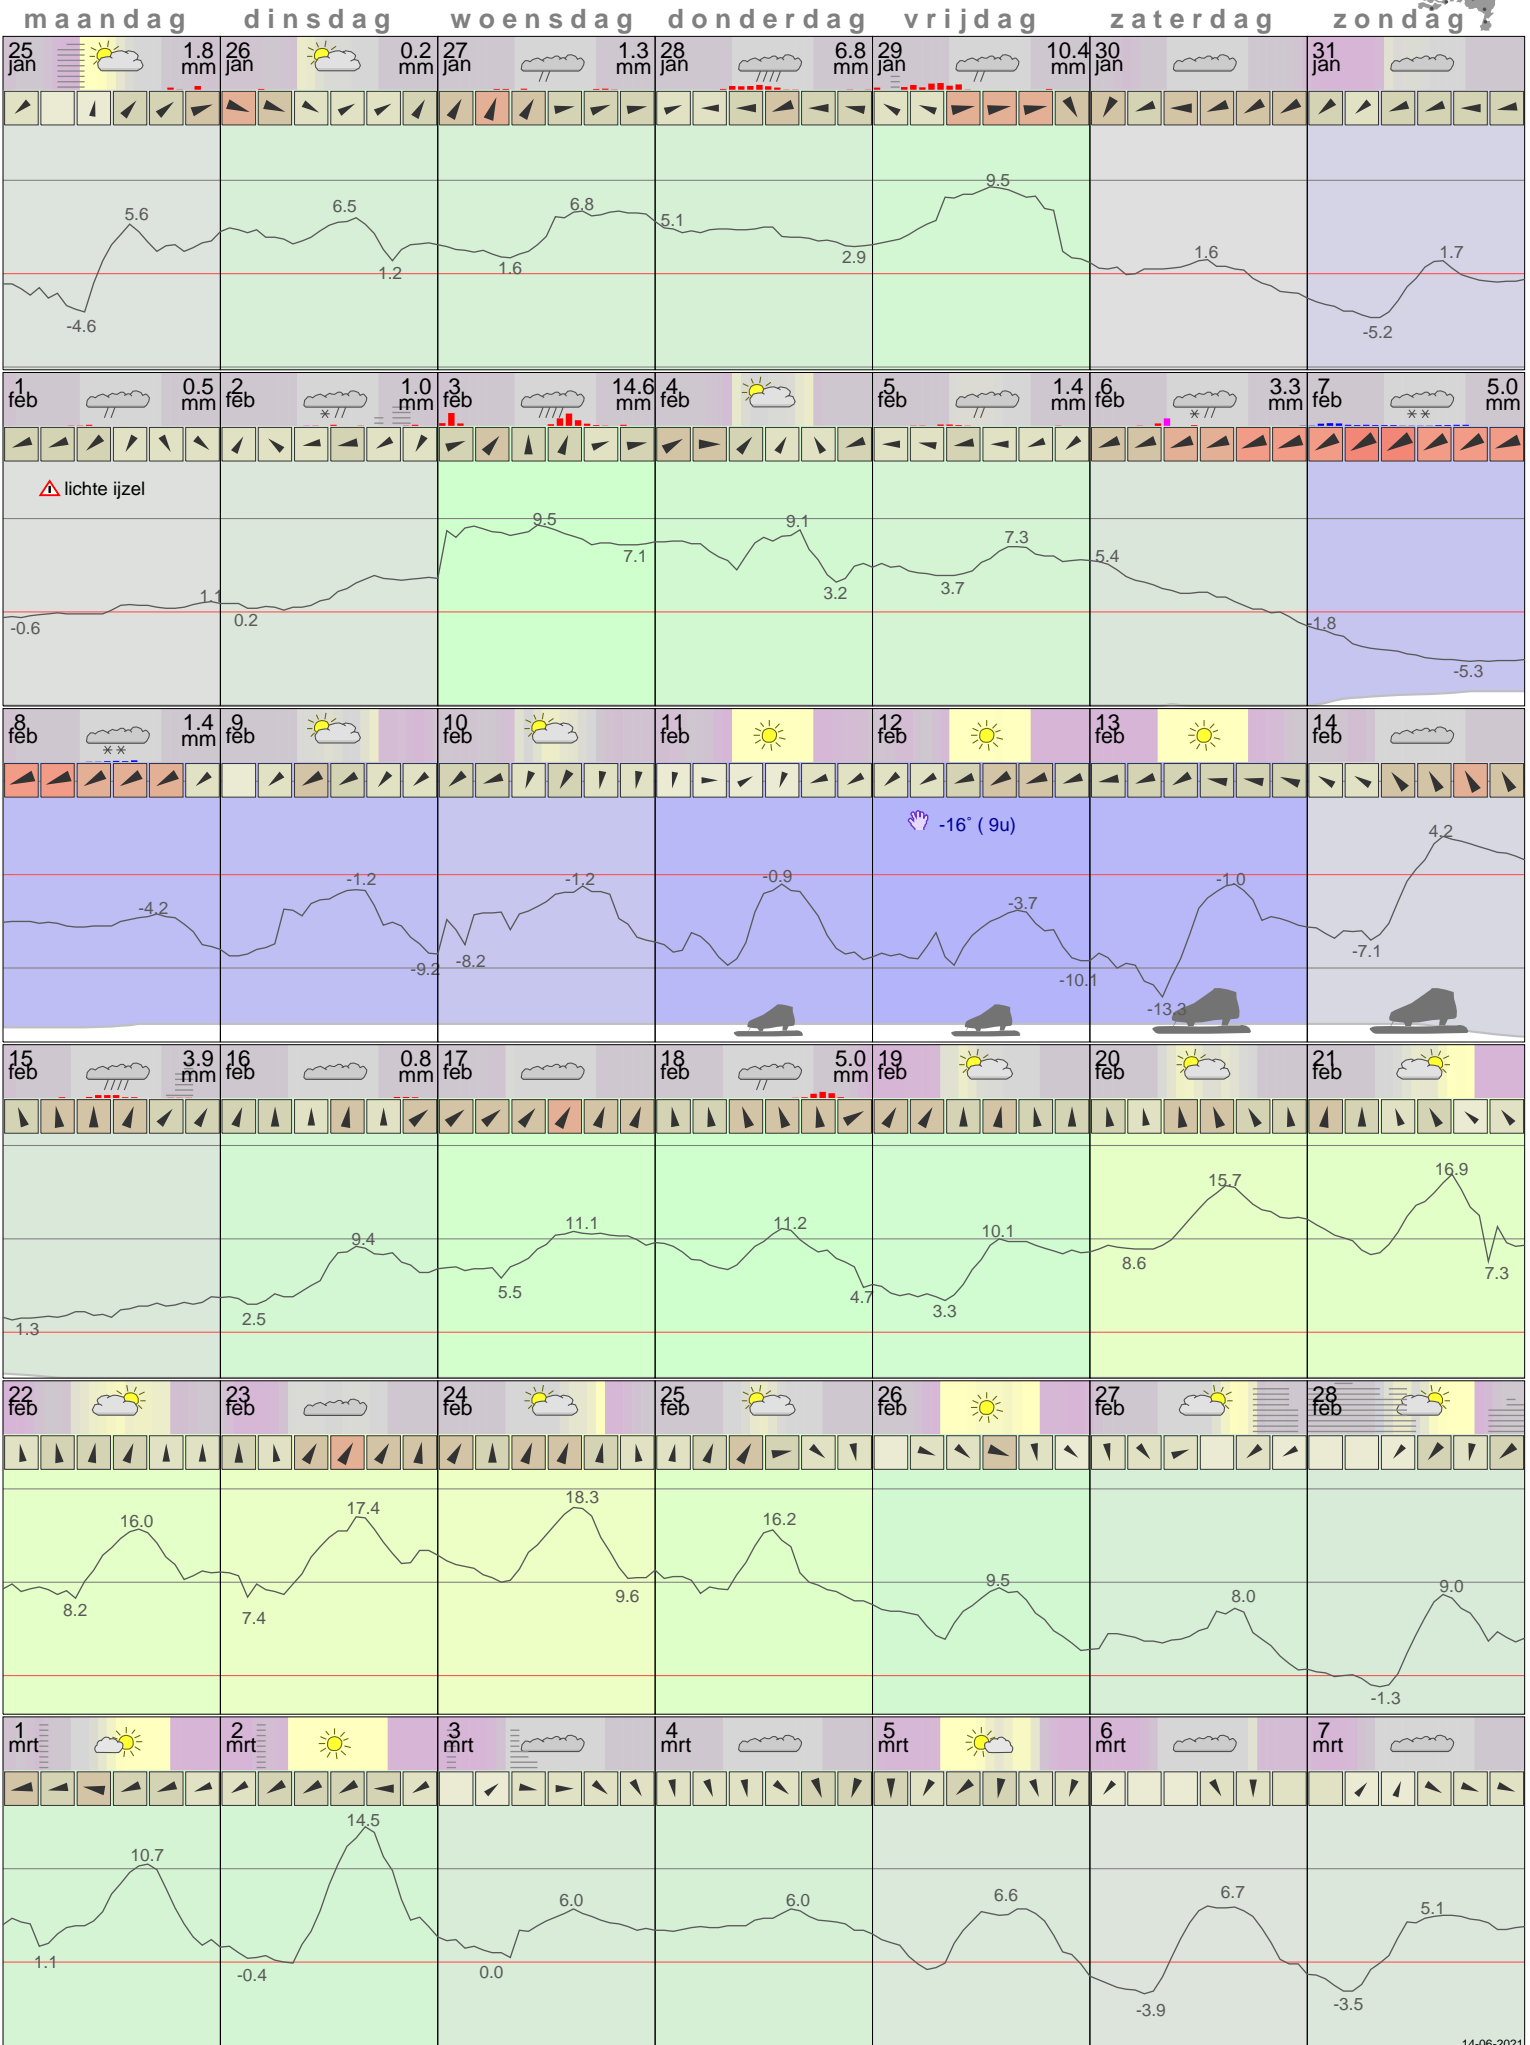 maandag dinsdag woensdag donderdag vrijdag zaterdag zondag
25 jan 1.8 mm 26 jan 0.2 mm 27 jan 1.3 mm 28 jan 6.8 mm 29 jan 10.4 mm 30 jan 31 jan
5.6 6.5 6.8 5.1 9.5 1.6 1.7
-4.6 1.2 1.6 2.9 -5.2
1 feb 0.5 mm 2 feb 1.0 mm 3 feb 14.6 mm 4 feb 5 feb 1.4 mm 6 feb 3.3 mm 7 feb 5.0 mm
lichte ijzel
1.1 9.5 9.1 7.3 5.4
-0.6 0.2 7.1 3.2 3.7 -1.8 -5.3
8 feb 1.4 mm 9 feb 10 feb 11 feb 12 feb 13 feb 14 feb
-16° ( 9u)
-4.2 -1.2 -1.2 -0.9 -3.7 -1.0 4.2
-9.2 -8.2 -10.1 -13.3 -7.1
15 feb 3.9 mm 16 feb 0.8 mm 17 feb 18 feb 5.0 mm 19 feb 20 feb 21 feb
9.4 11.1 11.2 10.1 15.7 16.9
1.3 2.5 5.5 4.7 3.3 8.6 7.3
22 feb 23 feb 24 feb 25 feb 26 feb 27 feb 28 feb
16.0 17.4 18.3 16.2 9.5 8.0 9.0
8.2 7.4 9.6 -1.3
1 mrt 2 mrt 3 mrt 4 mrt 5 mrt 6 mrt 7 mrt
10.7 14.5 6.0 6.0 6.6 6.7 5.1
1.1 -0.4 0.0 -3.9 -3.5
14-06-2021